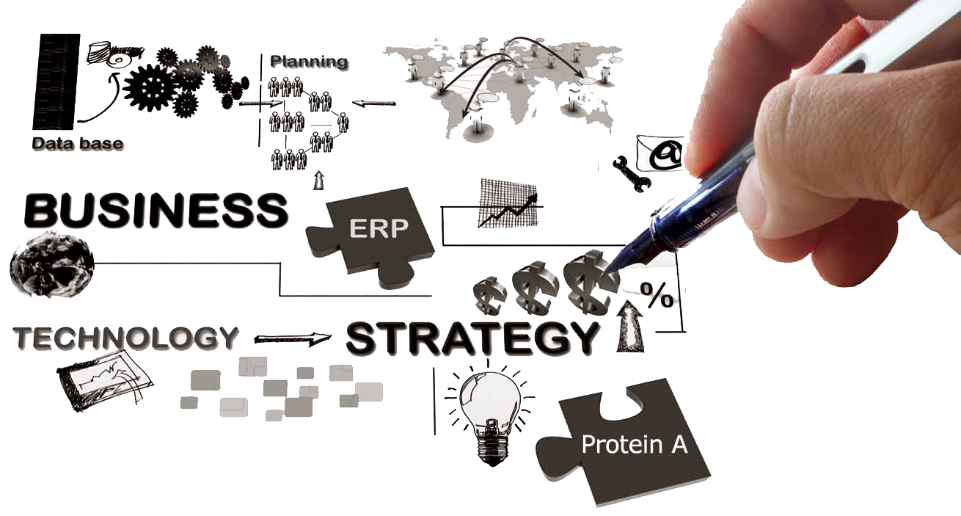 Planning
Data base
@
BUSINESS
ERP
$ $ $
%
TECHNOLOGY
STRATEGY
Protein A